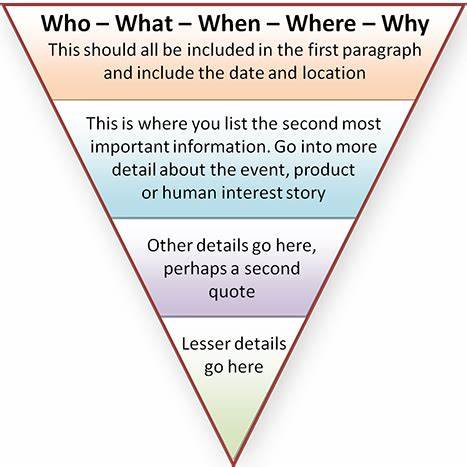 Who – What – When – Where – Why
This should all be included in the first paragraph
and include the date and location
This is where you list the second most
important information. Go into more
detail about the event, product
or human interest story
Other details go here,
perhaps a second
quote
Lesser details
go here